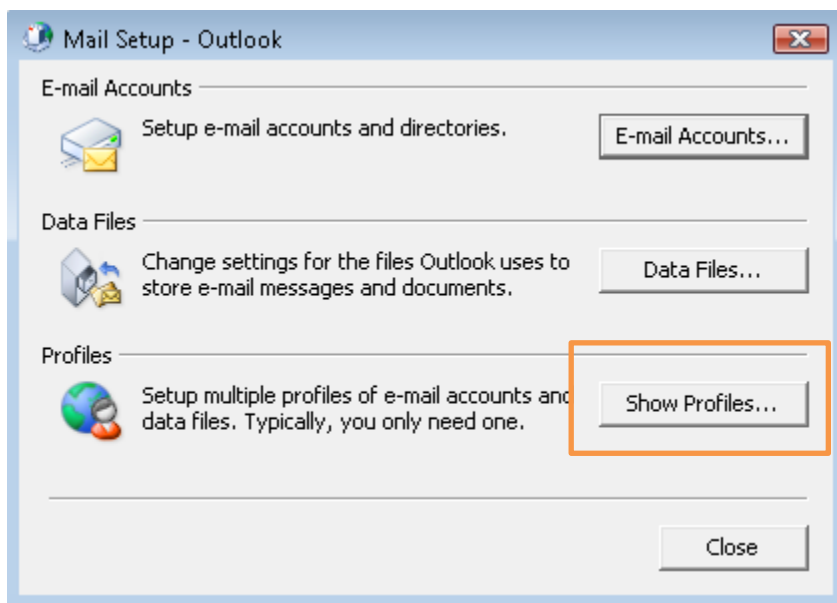 Mail Setup - Outlook
E-mail Accounts
Setup e-mail accounts and directories.
E-mail Accounts...
Data Files
Change settings for the files Outlook uses to
store e-mail messages and documents.
Data Files...
Profiles
Setup multiple profiles of e-mail accounts and
data files. Typically, you only need one.
Show Profiles...
Close